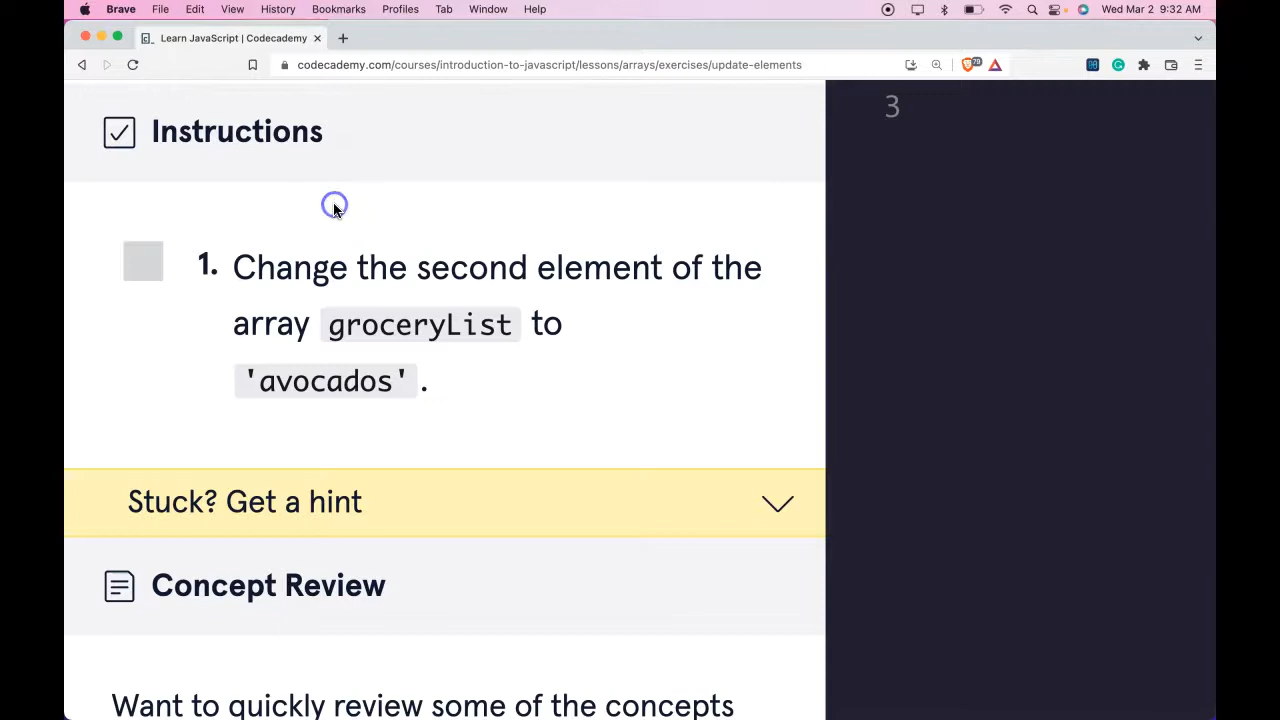 Brave File Edit View History Bookmarks Profiles Tab Window Help Wed Mar 2 9:32 AM
Learn JavaScript | Codecademy
codecademy.com/courses/introduction-to-javascript/lessons/arrays/exercises/update-elements
Instructions
3
1. Change the second element of the
array groceryList to
'avocados'.
Stuck? Get a hint
Concept Review
Want to quickly review some of the concepts